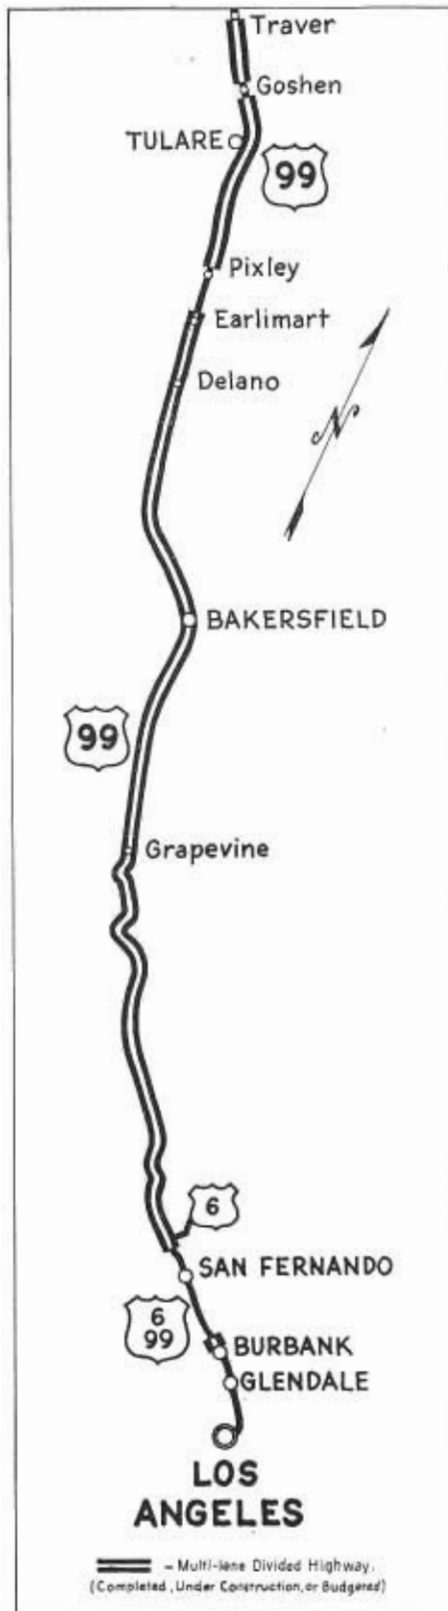 Traver
Goshen
TULARE
99
Pixley
Earlimart
Delano
N
BAKERSFIELD
99
Grapevine
6
SAN FERNANDO
6
99
BURBANK
GLENDALE
LOS
ANGELES
= Multi-lane Divided Highway.
(Completed, Under Construction, or Budgeted)